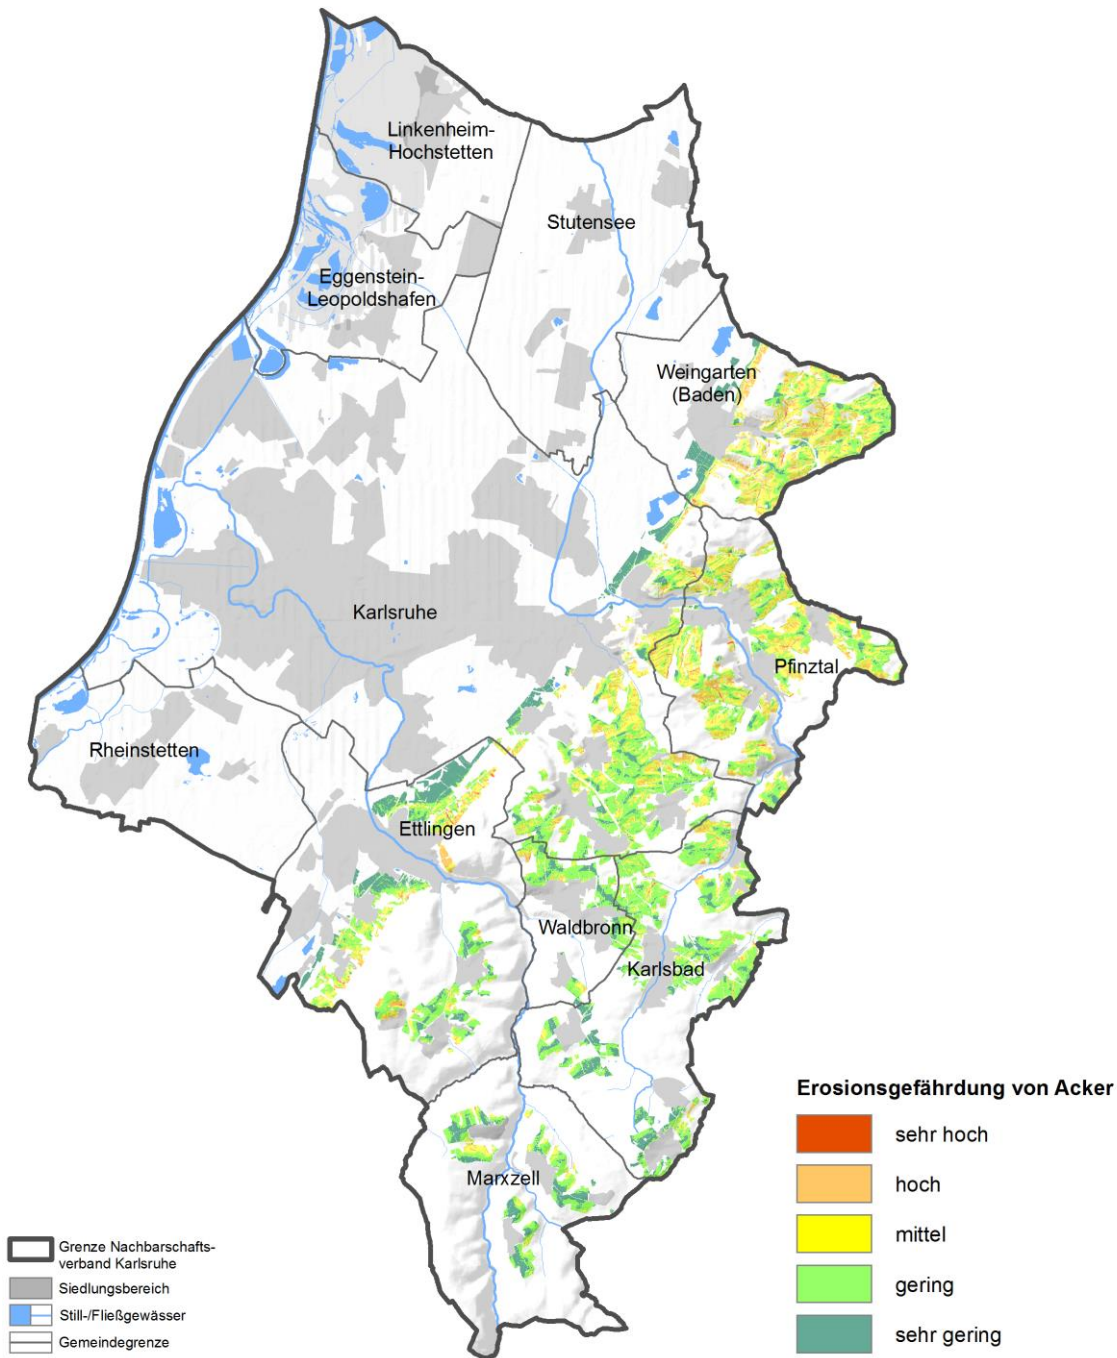 Linkenheim-
Hochstetten
Stutensee
Eggenstein-
Leopoldshafen
Weingarten
(Baden)
Karlsruhe
Pfinztal
Rheinstetten
Ettlingen
Waldbronn
Karlsbad
Marxzell
Grenze Nachbarschafts-
verband Karlsruhe
Siedlungsbereich
Still-/Fließgewässer
Gemeindegrenze
Erosionsgefährdung von Acker
sehr hoch
hoch
mittel
gering
sehr gering